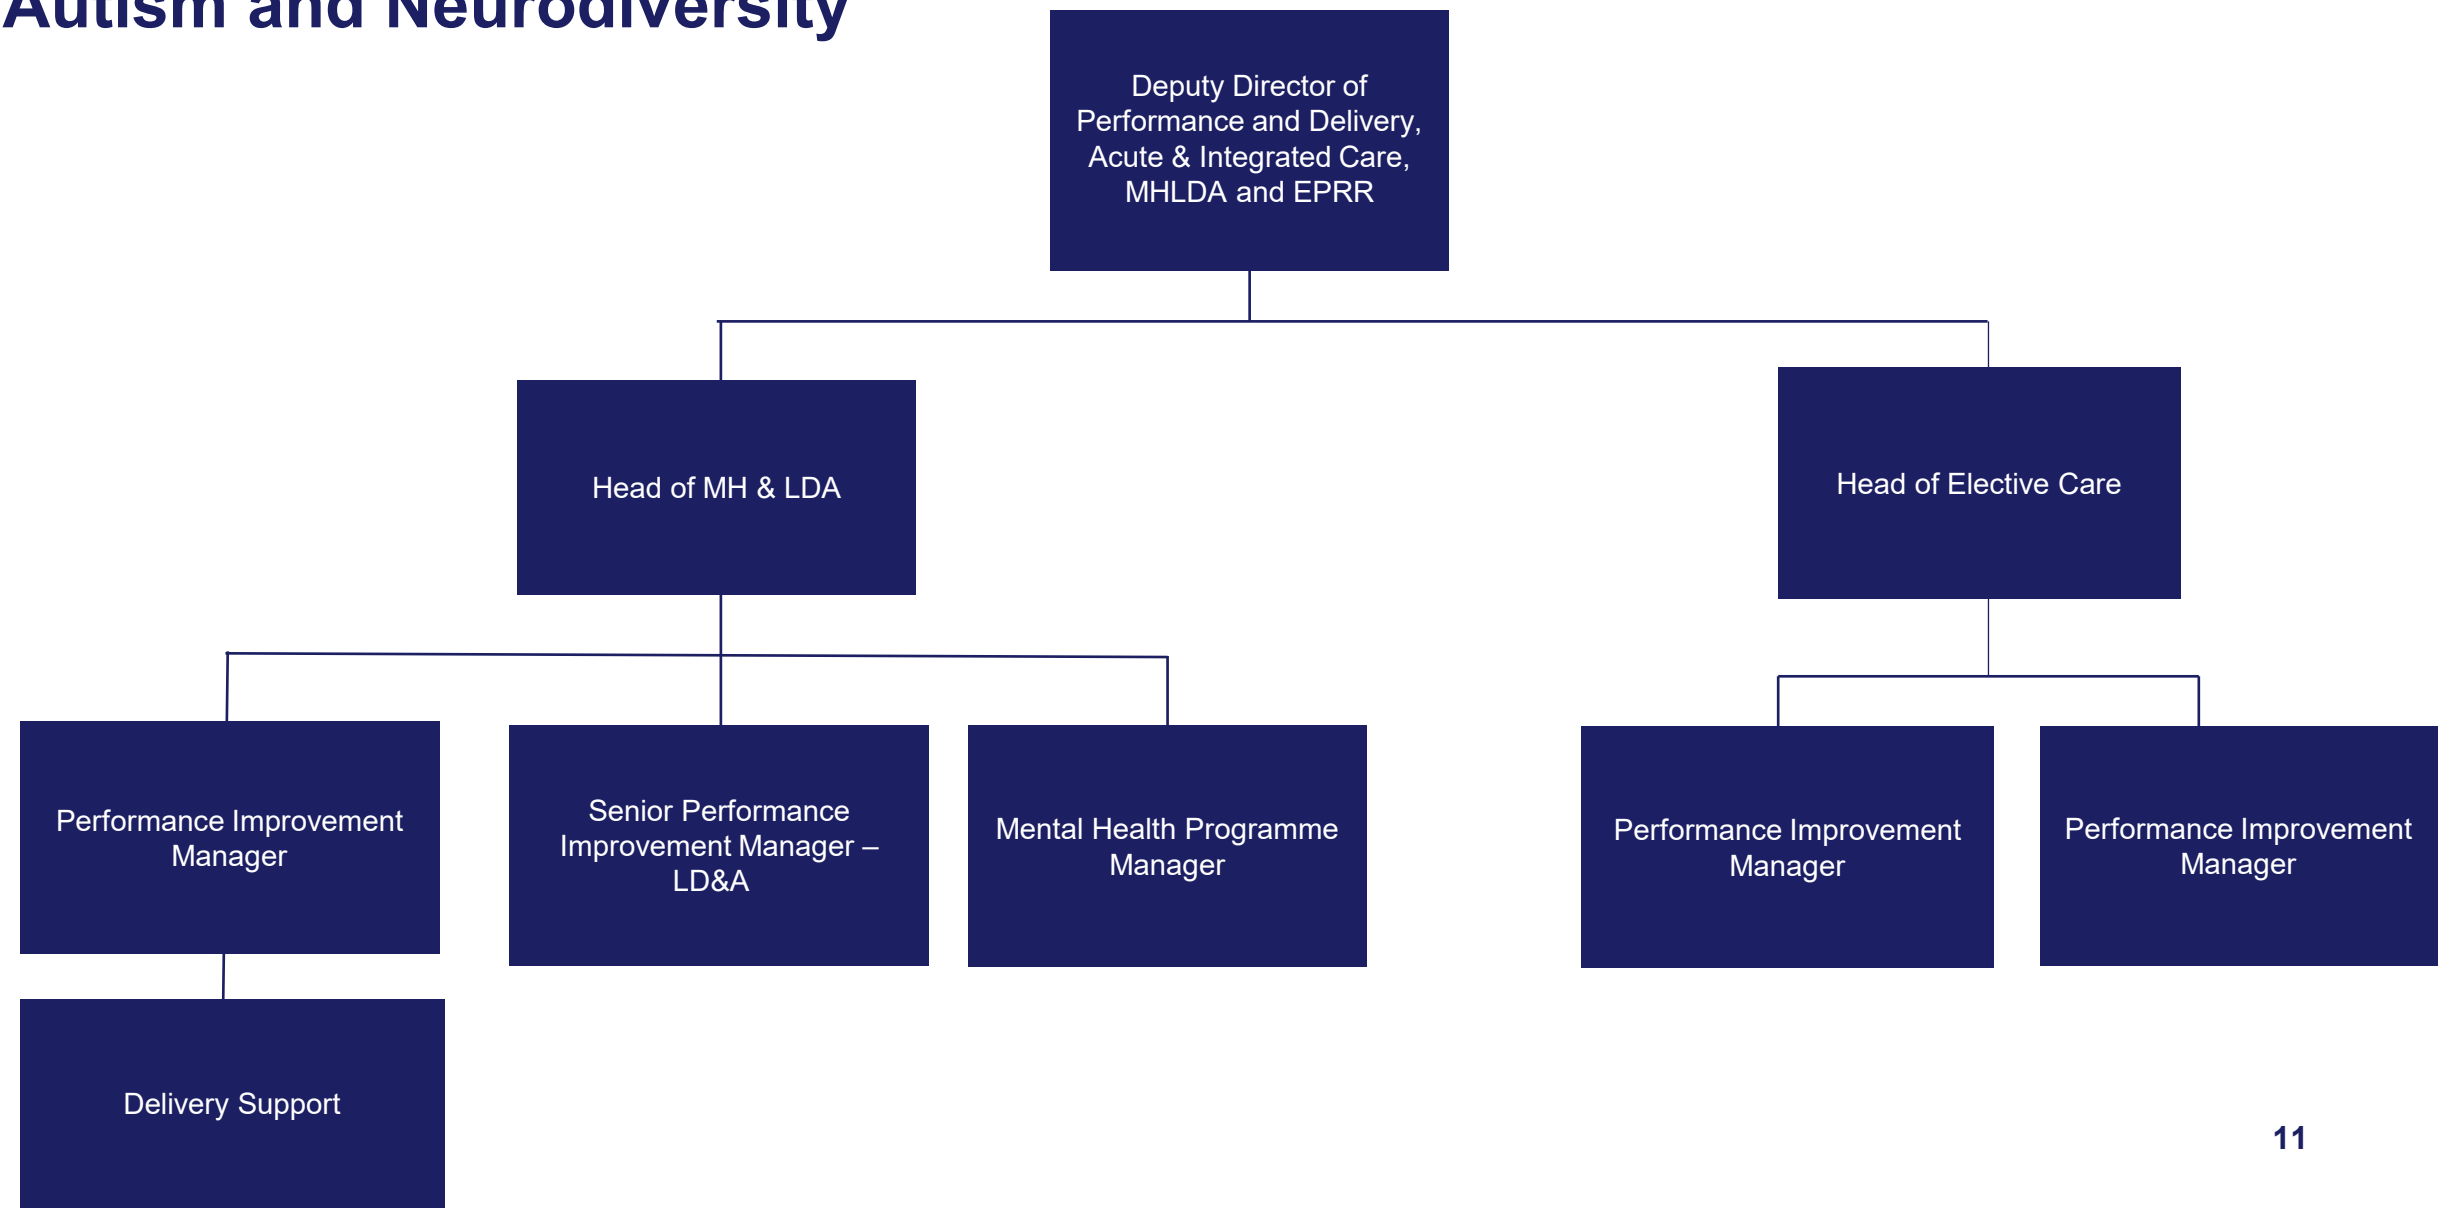 Autism and Neurodiversity
Deputy Director of
Performance and Delivery,
Acute & Integrated Care,
MHLDA and EPRR
Head of MH & LDA
Head of Elective Care
Performance Improvement
Manager
Senior Performance
Improvement Manager –
LD&A
Mental Health Programme
Manager
Performance Improvement
Manager
Performance Improvement
Manager
Delivery Support
11